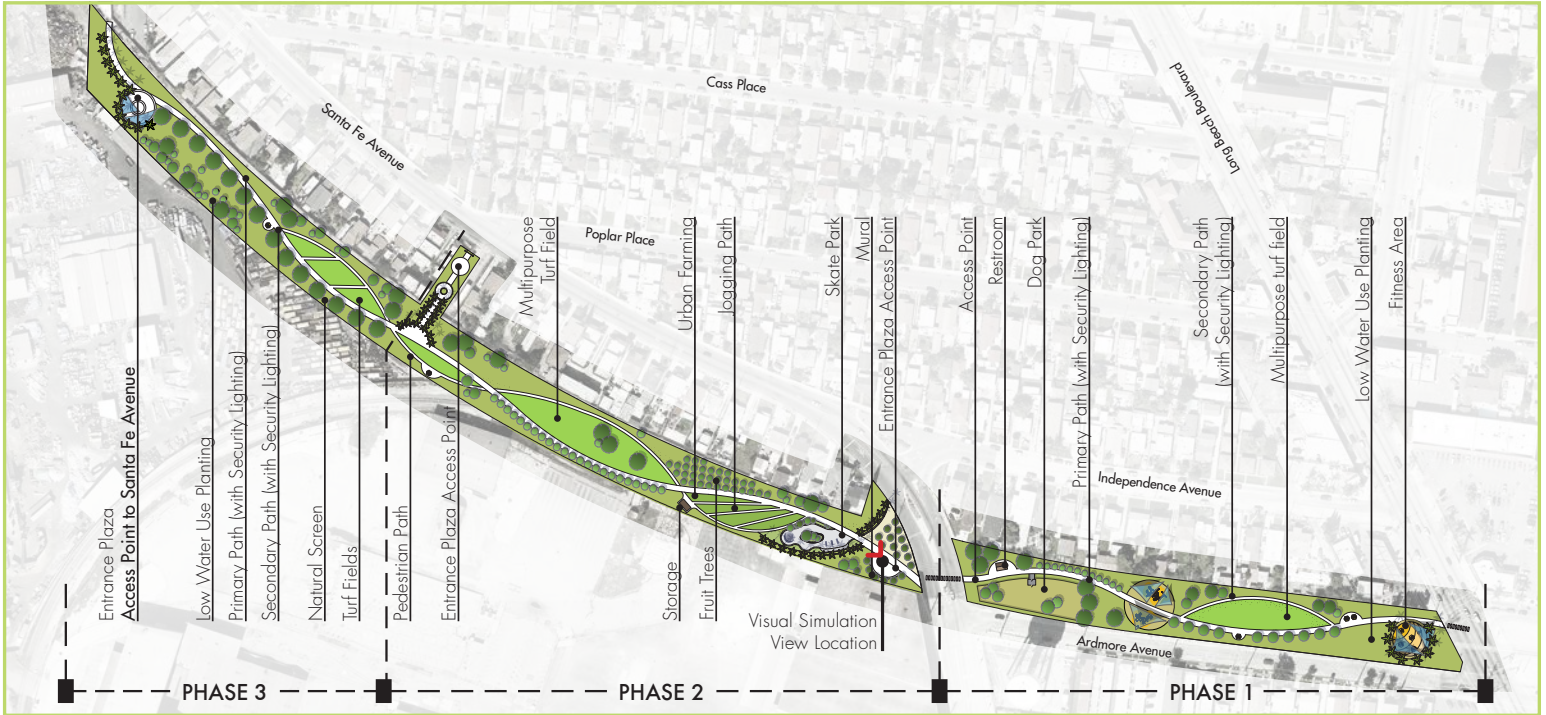 Cass Place
Long Beach Boulevard
Santa Fe Avenue
Poplar Place
Independence Avenue
Ardmore Avenue
Entrance Plaza
Access Point to Santa Fe Avenue
Low Water Use Planting
Primary Path (with Security Lighting)
Secondary Path (with Security Lighting)
Natural Screen
Turf Fields
Pedestrian Path
Entrance Plaza Access Point
Multipurpose
Turf Field
Urban Farming
Jogging Path
Skate Park
Mural
Entrance Plaza Access Point
Storage
Fruit Trees
Visual Simulation
View Location
Access Point
Restroom
Dog Park
Primary Path (with Security Lighting)
Secondary Path
(with Security Lighting)
Multipurpose turf field
Low Water Use Planting
Fitness Area
PHASE 3
PHASE 2
PHASE 1